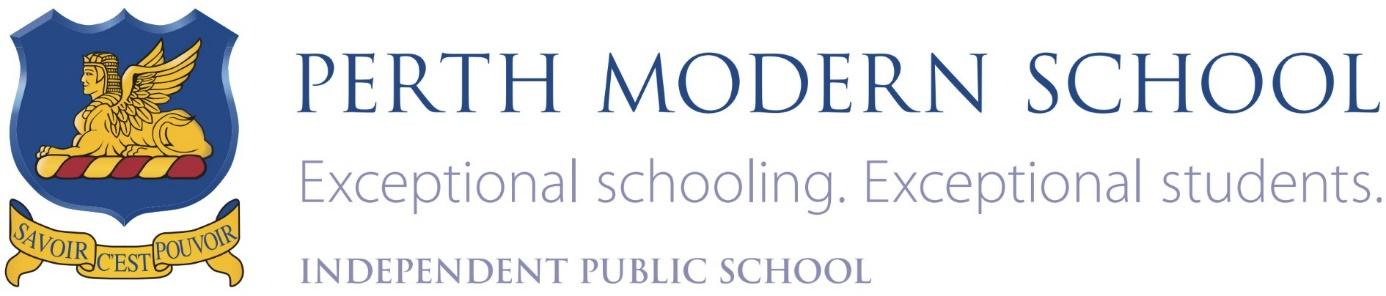 PERTH MODERN SCHOOL
Exceptional schooling. Exceptional students.
INDEPENDENT PUBLIC SCHOOL
SAVOIR C'EST POUVOIR